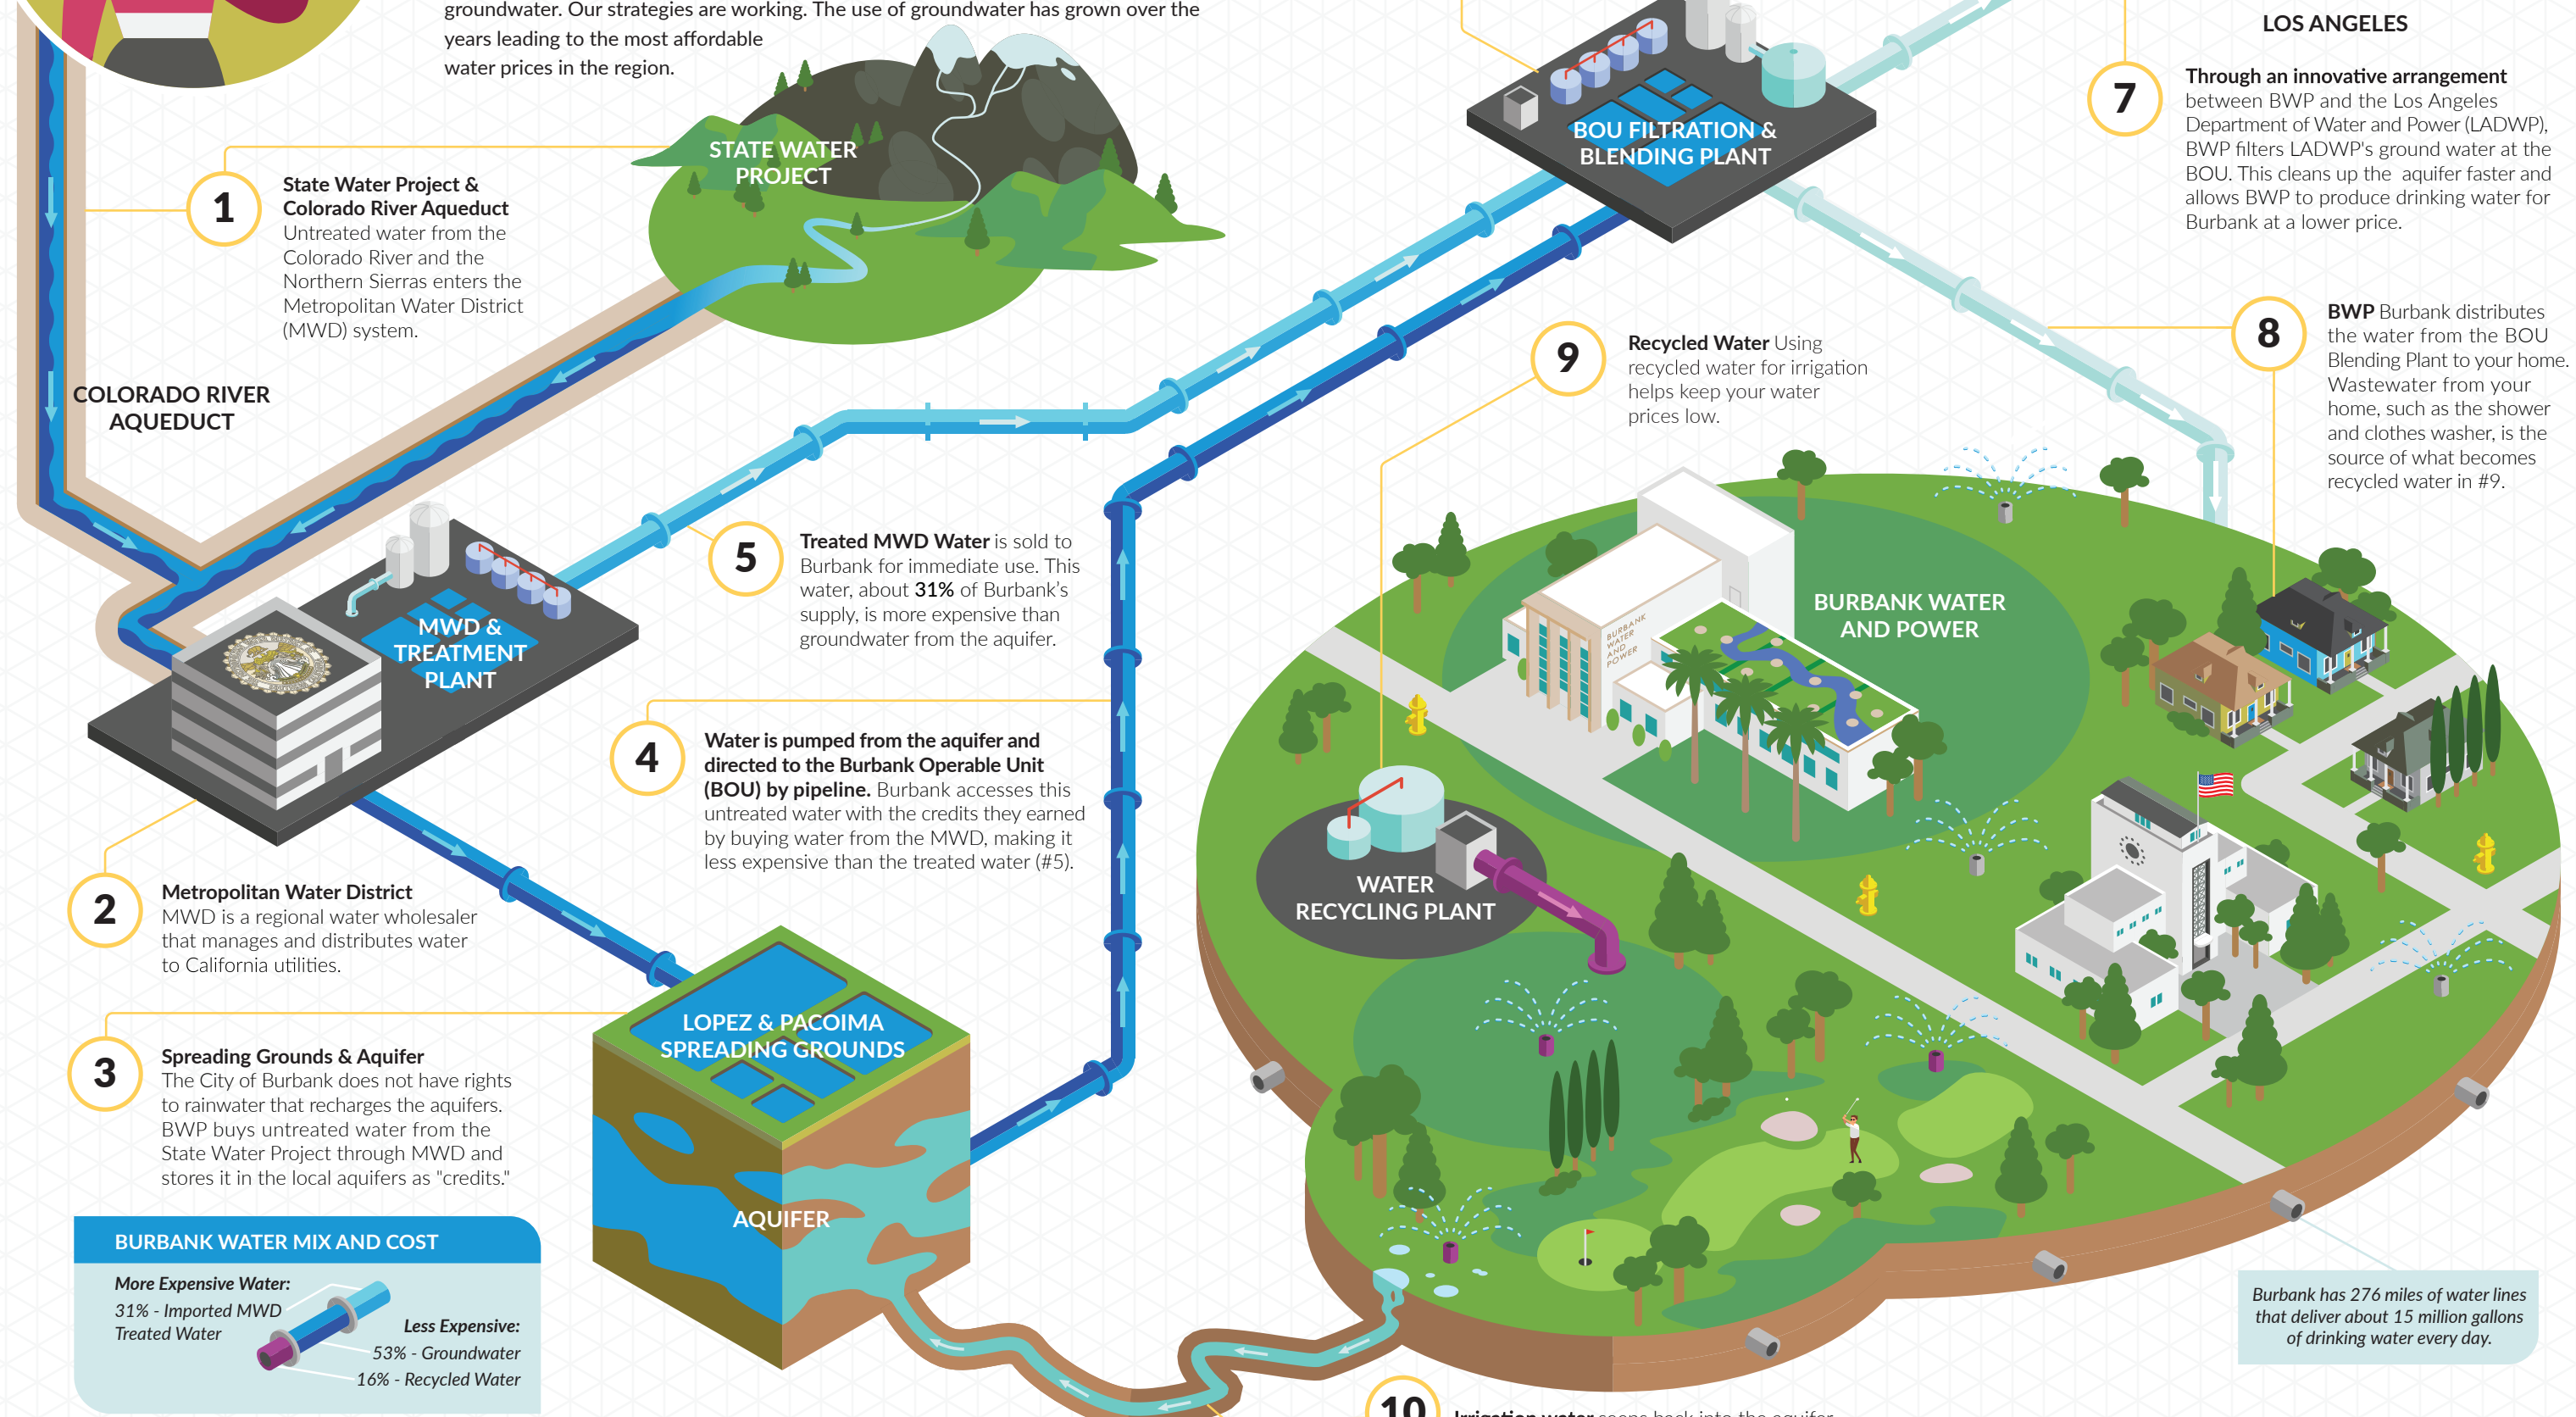 groundwater. Our strategies are working. The use of groundwater has grown over the
years leading to the most affordable
water prices in the region.
STATE WATER
PROJECT
1
State Water Project &
Colorado River Aqueduct
Untreated water from the
Colorado River and the
Northern Sierras enters the
Metropolitan Water District
(MWD) system.
COLORADO RIVER
AQUEDUCT
BOU FILTRATION &
BLENDING PLANT
LOS ANGELES
7
Through an innovative arrangement
between BWP and the Los Angeles
Department of Water and Power (LADWP),
BWP filters LADWP's ground water at the
BOU. This cleans up the aquifer faster and
allows BWP to produce drinking water for
Burbank at a lower price.
8
BWP Burbank distributes
the water from the BOU
Blending Plant to your home.
Wastewater from your
home, such as the shower
and clothes washer, is the
source of what becomes
recycled water in #9.
9
Recycled Water Using
recycled water for irrigation
helps keep your water
prices low.
MWD &
TREATMENT
PLANT
5
Treated MWD Water is sold to
Burbank for immediate use. This
water, about 31% of Burbank's
supply, is more expensive than
groundwater from the aquifer.
4
Water is pumped from the aquifer and
directed to the Burbank Operable Unit
(BOU) by pipeline. Burbank accesses this
untreated water with the credits they earned
by buying water from the MWD, making it
less expensive than the treated water (#5).
BURBANK
WATER
AND
POWER
BURBANK WATER
AND POWER
WATER
RECYCLING PLANT
2
Metropolitan Water District
MWD is a regional water wholesaler
that manages and distributes water
to California utilities.
3
Spreading Grounds & Aquifer
The City of Burbank does not have rights
to rainwater that recharges the aquifers.
BWP buys untreated water from the
State Water Project through MWD and
stores it in the local aquifers as "credits."
LOPEZ & PACOIMA
SPREADING GROUNDS
AQUIFER
BURBANK WATER MIX AND COST
More Expensive Water:
31% - Imported MWD
Treated Water
Less Expensive:
53% - Groundwater
16% - Recycled Water
Burbank has 276 miles of water lines
that deliver about 15 million gallons
of drinking water every day.
10
Irrigation water seeps back into the aquifer